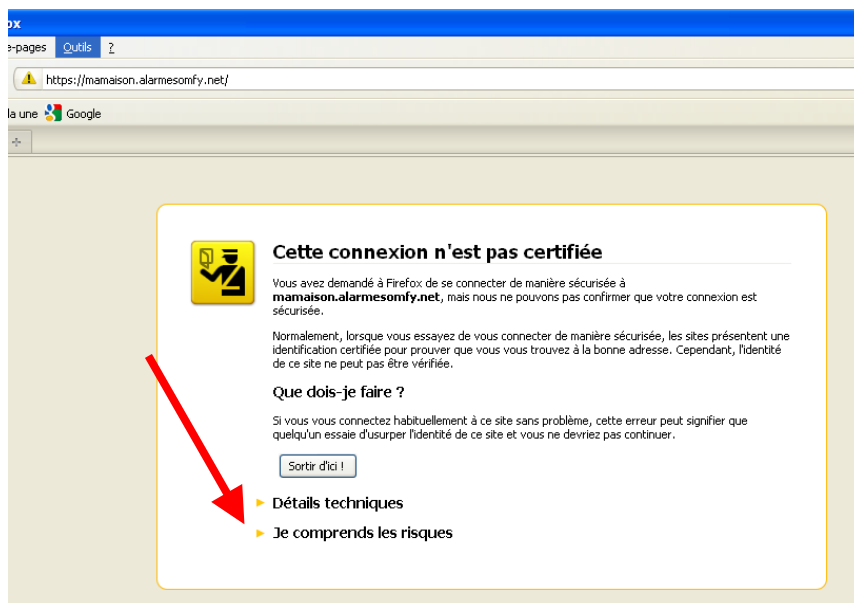 ox
e-pages Outils ?
https://mamaison.alarmesomfy.net/
la une Google
Cette connexion n'est pas certifiée
Vous avez demandé à Firefox de se connecter de manière sécurisée à
mamaison.alarmesomfy.net, mais nous ne pouvons pas confirmer que votre connexion est
sécurisée.
Normalement, lorsque vous essayez de vous connecter de manière sécurisée, les sites présentent une
identification certifiée pour prouver que vous vous trouvez à la bonne adresse. Cependant, l'identité
de ce site ne peut pas être vérifiée.
Que dois-je faire ?
Si vous vous connectez habituellement à ce site sans problème, cette erreur peut signifier que
quelqu'un essaie d'usurper l'identité de ce site et vous ne devriez pas continuer.
Sortir d'ici !
Détails techniques
Je comprends les risques